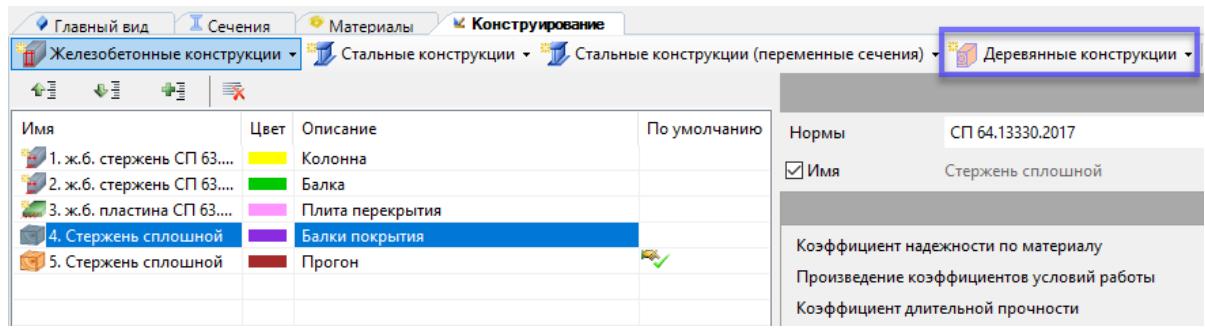 Главный вид Сечения Материалы Конструирование
Железобетонные конструкции Стальные конструкции Стальные конструкции (переменные сечения) Деревянные конструкции
Имя Цвет Описание По умолчанию
1. ж.б. стержень СП 63.... Колонна
2. ж.б. стержень СП 63.... Балка
3. ж.б. пластина СП 63.... Плита перекрытия
4. Стержень сплошной Балки покрытия
5. Стержень сплошной Прогон
Нормы СП 64.13330.2017
Имя Стержень сплошной
Коэффициент надежности по материалу
Произведение коэффициентов условий работы
Коэффициент длительной прочности